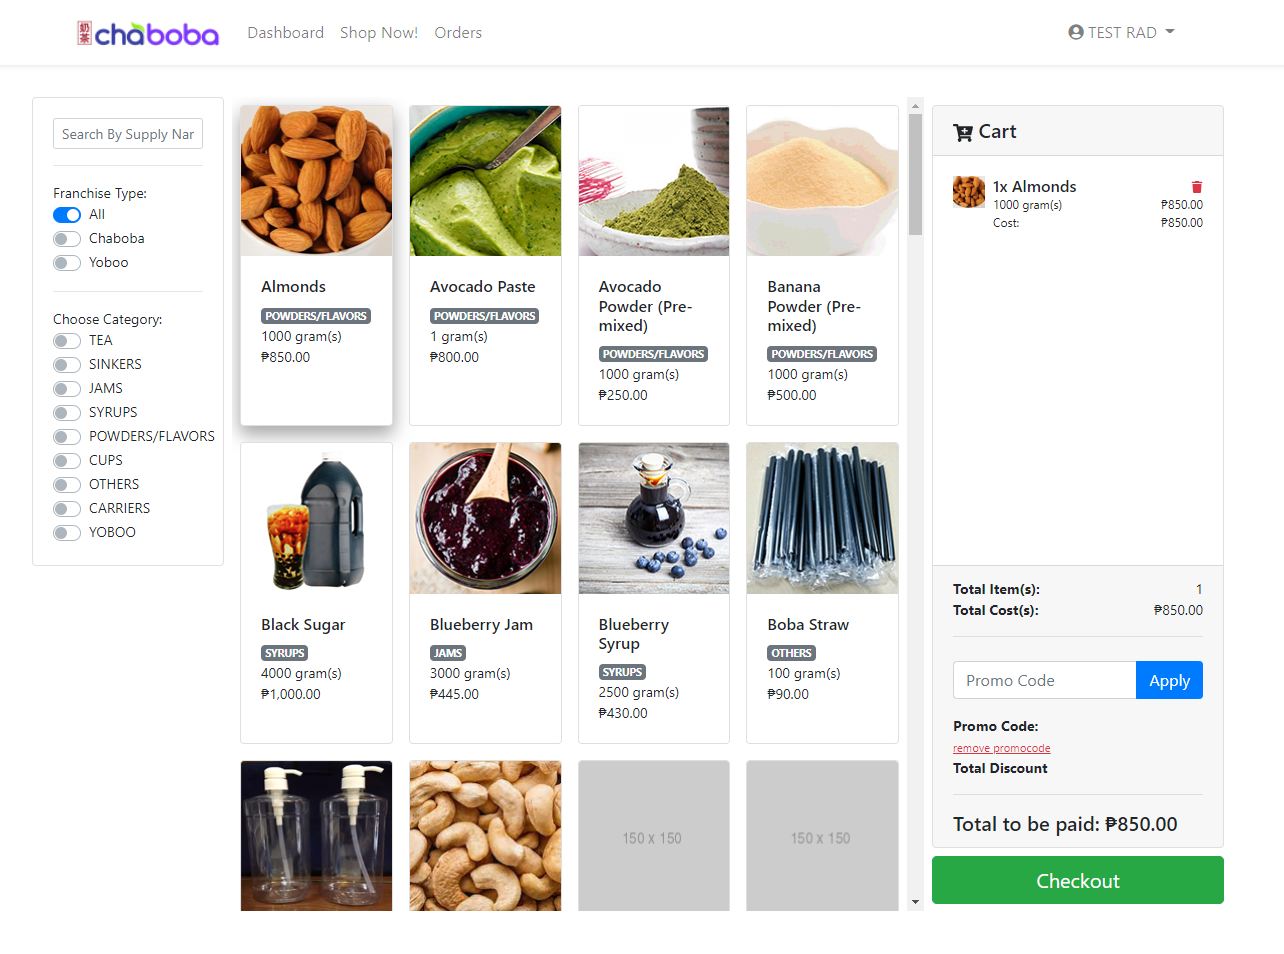 奶茶 chaboba
Dashboard
Shop Now!
Orders
TEST RAD
Search By Supply Nar
Franchise Type:
All
Chaboba
Yoboo
Choose Category:
TEA
SINKERS
JAMS
SYRUPS
POWDERS/FLAVORS
CUPS
OTHERS
CARRIERS
YOBOO
Almonds
POWDERS/FLAVORS
1000 gram(s)
₱850.00
Avocado Paste
POWDERS/FLAVORS
1 gram(s)
₱800.00
Avocado
Powder (Pre-
mixed)
POWDERS/FLAVORS
1000 gram(s)
₱250.00
Banana
Powder (Pre-
mixed)
POWDERS/FLAVORS
1000 gram(s)
₱500.00
Black Sugar
SYRUPS
4000 gram(s)
₱1,000.00
Blueberry Jam
JAMS
3000 gram(s)
₱445.00
Blueberry
Syrup
SYRUPS
2500 gram(s)
₱430.00
Boba Straw
OTHERS
100 gram(s)
₱90.00
150 x 150
150 x 150
Cart
1x Almonds
1000 gram(s) ₱850.00
Cost: ₱850.00
Total Item(s): 1
Total Cost(s): ₱850.00
Promo Code Apply
Promo Code:
remove promocode
Total Discount
Total to be paid: ₱850.00
Checkout